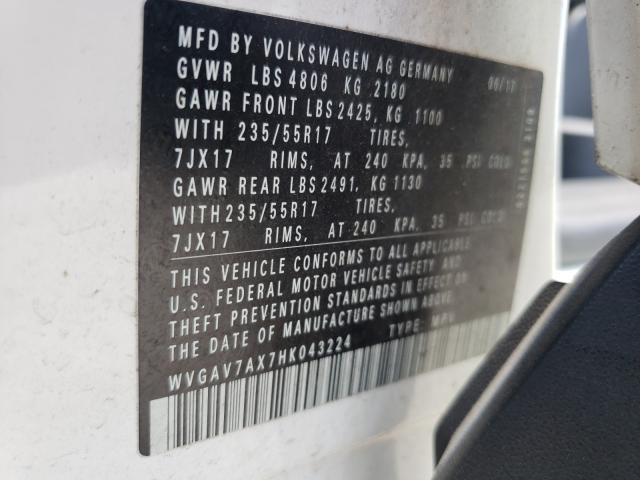 MFD BY VOLKSWAGEN AG GERMANY 06/17
GVWR LBS 4806 KG 2180
GAWR FRONT LBS 2425, KG 1100
WITH 235/55R17 TIRES,
7JX17 RIMS, AT 240 KPA, 35 PSI COLD
GAWR REAR LBS 2491, KG 1130
WITH 235/55R17 TIRES,
7JX17 RIMS, AT 240 KPA, 35 PSI COLD
THIS VEHICLE CONFORMS TO ALL APPLICABLE
U.S. FEDERAL MOTOR VEHICLE SAFETY AND
THEFT PREVENTION STANDARDS IN EFFECT ON
THE DATE OF MANUFACTURE SHOWN ABOVE.
WVGAV7AX7HK043224 TYPE: MPV